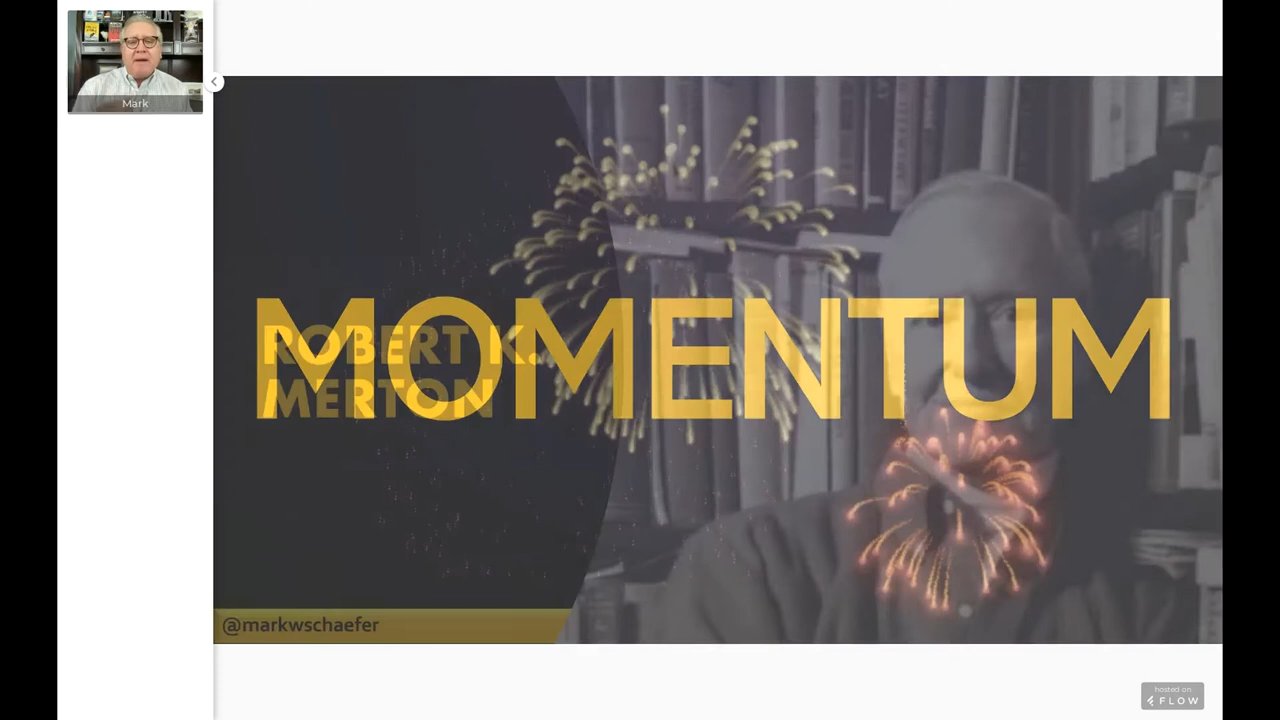 Mark
MOMENTUM
ROBERT K.
MERTON
@markwschaefer
hosted on
FLOW